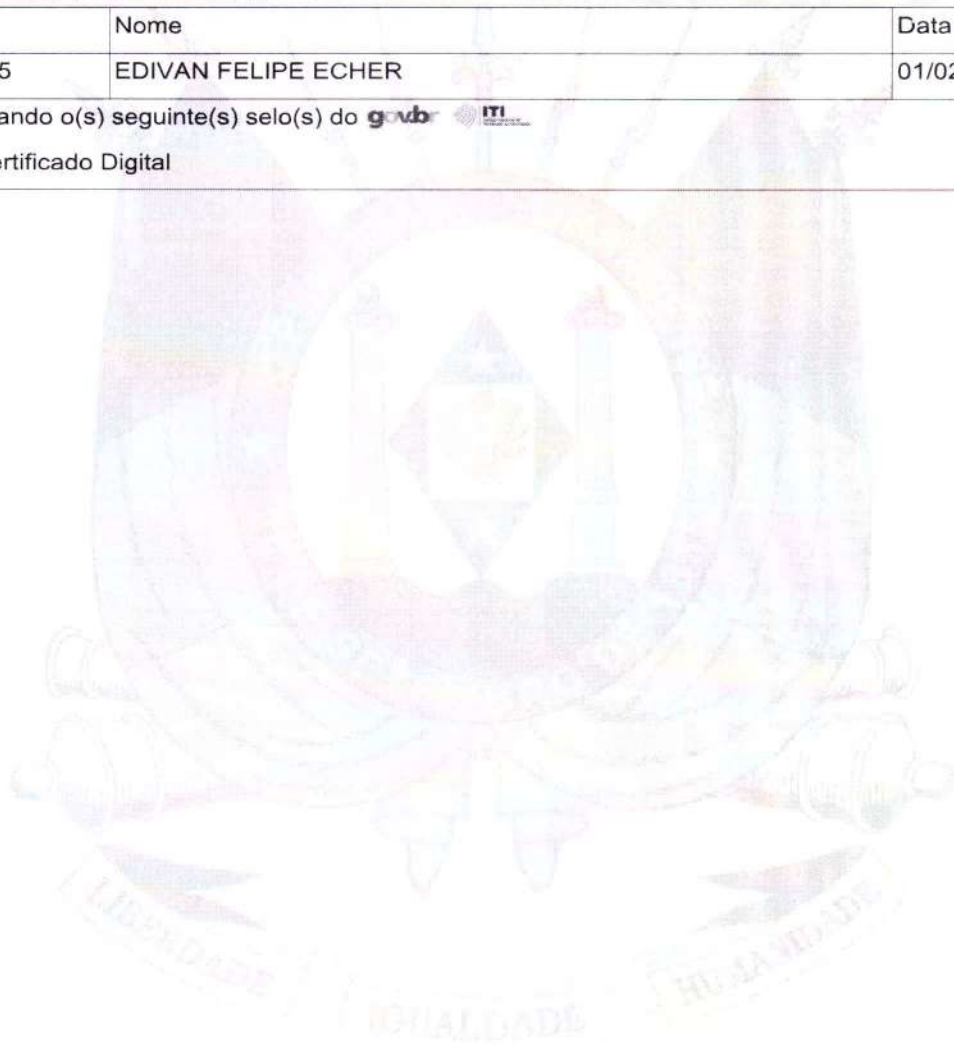 Nome Data
5 EDIVAN FELIPE ECHER 01/02
ando o(s) seguinte(s) selo(s) do gov.br ITI
ertificado Digital
LIBERDADE IGUALDADE HUMANIDADE